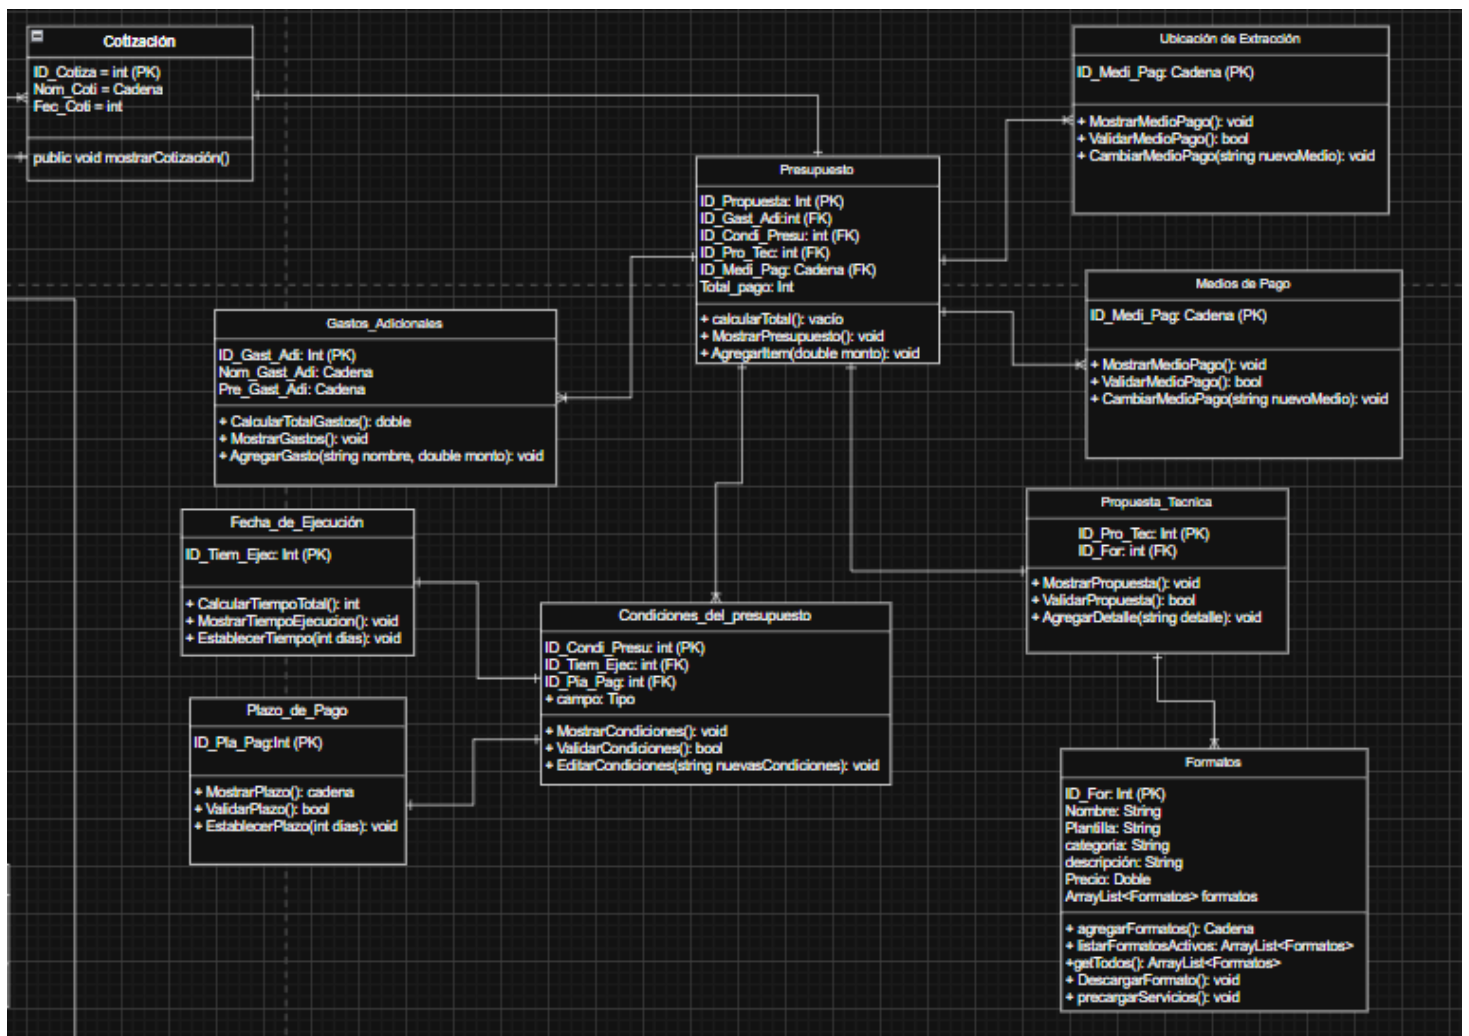 Cotización
ID_Cotiza = int (PK)
Nom_Coti = Cadena
Fec_Coti = int
public void mostrarCotización()
Ubicación de Extracción
ID_Medi_Pag: Cadena (PK)
+ MostrarMedioPago(): void
+ ValidarMedioPago(): bool
+ CambiarMedioPago(string nuevoMedio): void
Presupuesto
ID_Propuesta: Int (PK)
ID_Gast_Adi:int (FK)
ID_Condi_Presu: int (FK)
ID_Pro_Tec: int (FK)
ID_Medi_Pag: Cadena (FK)
Total_pago: Int
+ calcularTotal(): vacío
+ MostrarPresupuesto(): void
+ AgregarItem(double monto): void
Medios de Pago
ID_Medi_Pag: Cadena (PK)
+ MostrarMedioPago(): void
+ ValidarMedioPago(): bool
+ CambiarMedioPago(string nuevoMedio): void
Gastos_Adicionales
ID_Gast_Adi: Int (PK)
Nom_Gast_Adi: Cadena
Pre_Gast_Adi: Cadena
+ CalcularTotalGastos(): doble
+ MostrarGastos(): void
+ AgregarGasto(string nombre, double monto): void
Propuesta_Tecnica
ID_Pro_Tec: Int (PK)
ID_For: int (FK)
+ MostrarPropuesta(): void
+ ValidarPropuesta(): bool
+ AgregarDetalle(string detalle): void
Fecha_de_Ejecución
ID_Tiem_Ejec: Int (PK)
+ CalcularTiempoTotal(): int
+ MostrarTiempoEjecucion(): void
+ EstablecerTiempo(int dias): void
Condiciones_del_presupuesto
ID_Condi_Presu: int (PK)
ID_Tiem_Ejec: int (FK)
ID_Pla_Pag: int (FK)
+ campo: Tipo
+ MostrarCondiciones(): void
+ ValidarCondiciones(): bool
+ EditarCondiciones(string nuevasCondiciones): void
Plazo_de_Pago
ID_Pla_Pag:Int (PK)
+ MostrarPlazo(): cadena
+ ValidarPlazo(): bool
+ EstablecerPlazo(int dias): void
Formatos
ID_For: Int (PK)
Nombre: String
Plantilla: String
categoria: String
descripción: String
Precio: Doble
ArrayList<Formatos> formatos
+ agregarFormatos(): Cadena
+ listarFormatosActivos: ArrayList<Formatos>
+getTodos(): ArrayList<Formatos>
+ DescargarFormato(): void
+ precargarServicios(): void